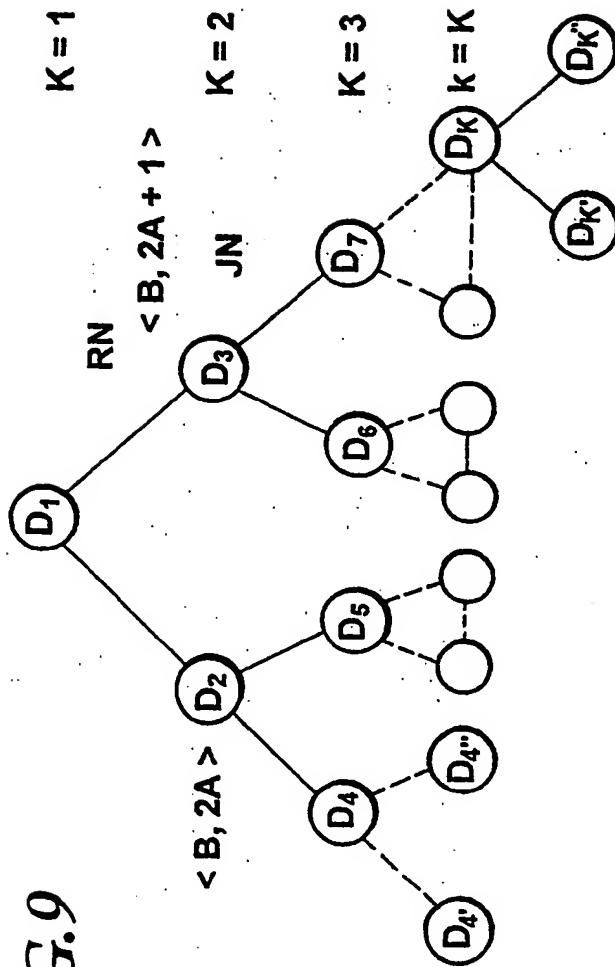 G.9
D1
K = 1
RN
< B, 2A >
D2
D3
< B, 2A + 1 >
K = 2
JN
D4
D5
D6
D7
K = 3
D4'
D4"
DK
k = K
DK'
DK"